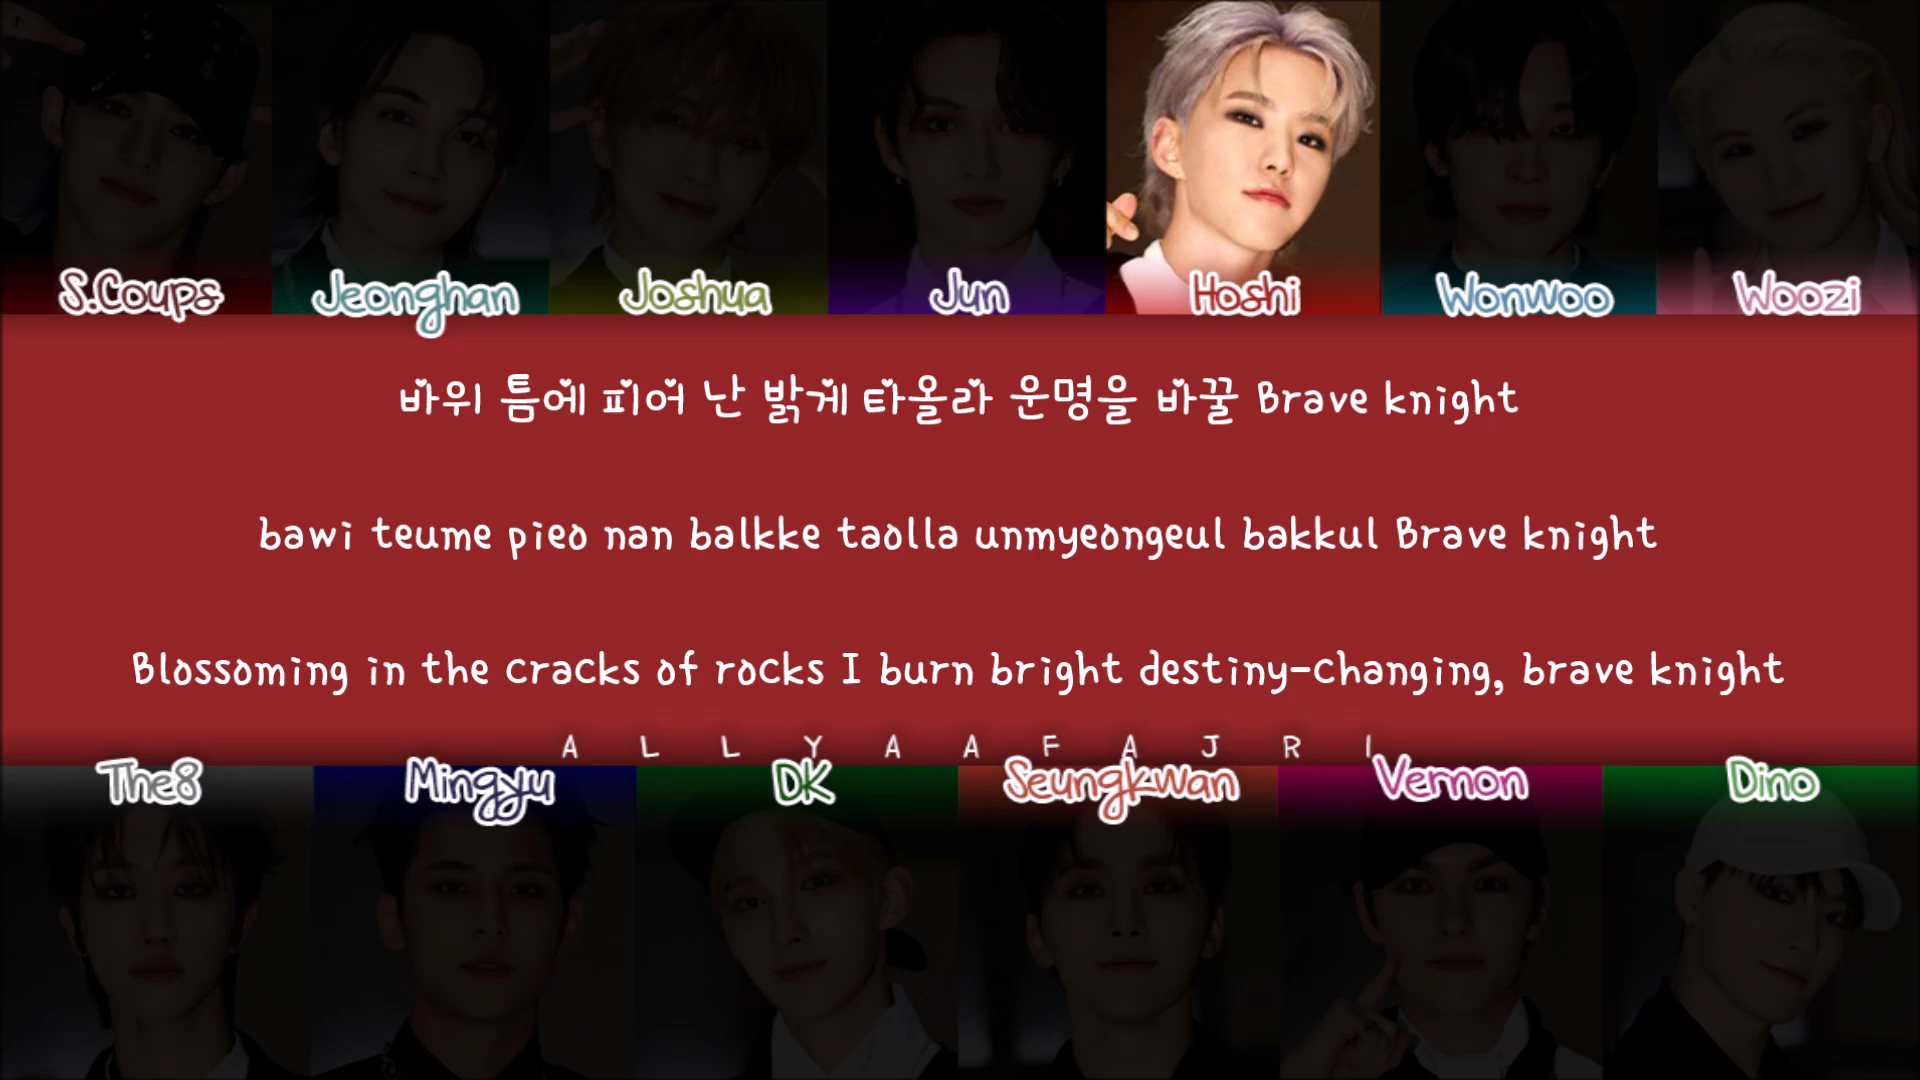 S.Coups Jeonghan Joshua Jun Hoshi Wonwoo Woozi
바위 틈에 피어 난 밝게 타올라 운명을 바꿀 Brave knight
bawi teume pieo nan balkke taolla unmyeongeul bakkul Brave knight
Blossoming in the cracks of rocks I burn bright destiny-changing, brave knight
A L L Y A A F A J R I
The8 Mingyu DK Seungkwan Vernon Dino